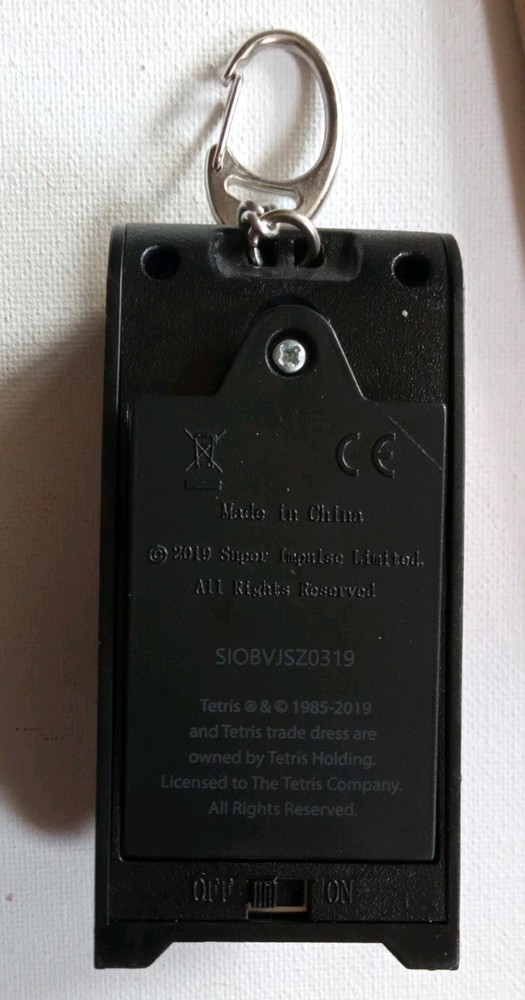 CE
Made in China
© 2019 Super Impulse Limited.
All Rights Reserved
SIOBVJSZ0319
Tetris ® & © 1985-2019
and Tetris trade dress are
owned by Tetris Holding.
Licensed to The Tetris Company.
All Rights Reserved.
OFF ON